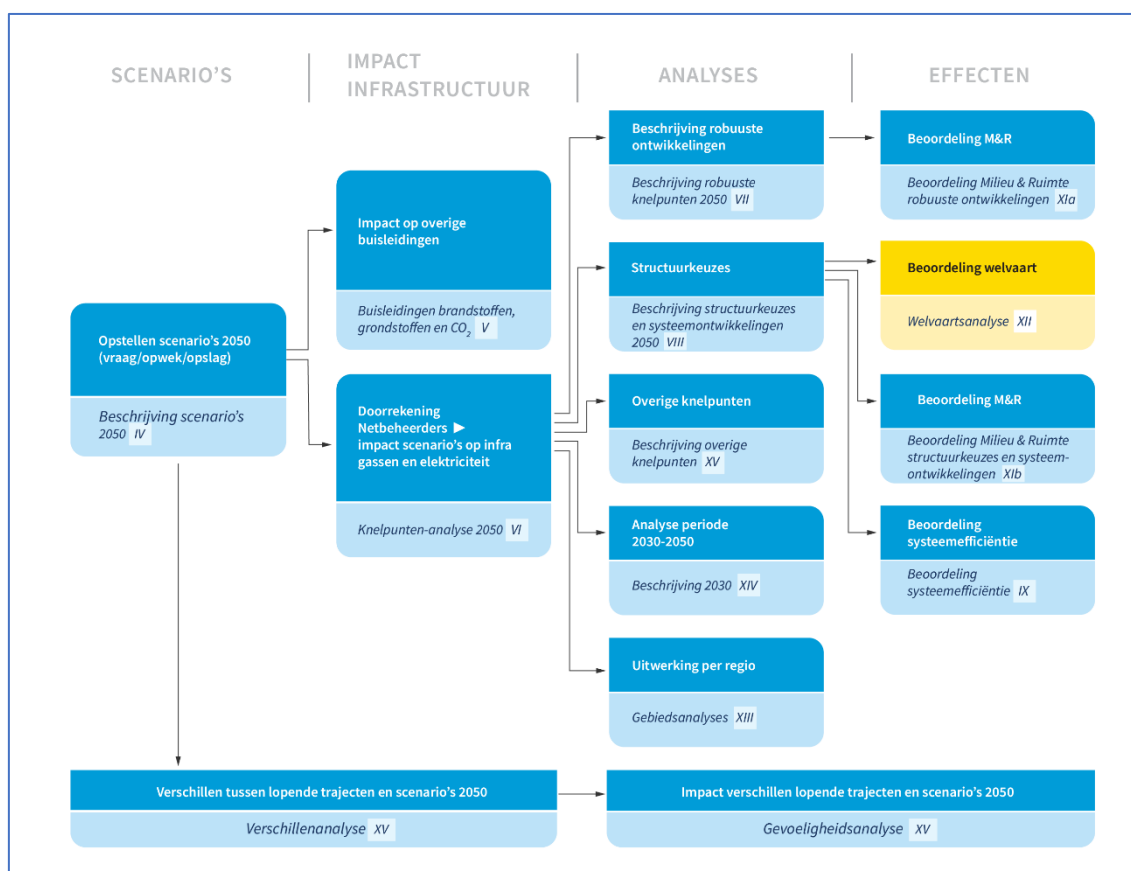 SCENARIO’S
IMPACT
INFRASTRUCTUUR
ANALYSES
EFFECTEN
Opstellen scenario’s 2050
(vraag/opwek/opslag)
Beschrijving scenario’s
2050 IV
Impact op overige
buisleidingen
Buisleidingen brandstoffen,
grondstoffen en CO₂ V
Doorrekening
Netbeheerders ►
impact scenario’s op infra
gassen en elektriciteit
Knelpunten-analyse 2050 VI
Beschrijving robuuste
ontwikkelingen
Beschrijving robuuste
knelpunten 2050 VII
Structuurkeuzes
Beschrijving structuurkeuzes
en systeemontwikkelingen
2050 VIII
Overige knelpunten
Beschrijving overige
knelpunten XV
Analyse periode
2030-2050
Beschrijving 2030 XIV
Uitwerking per regio
Gebiedsanalyses XIII
Beoordeling M&R
Beoordeling Milieu & Ruimte
robuuste ontwikkelingen XIa
Beoordeling welvaart
Welvaartsanalyse XII
Beoordeling M&R
Beoordeling Milieu & Ruimte
structuurkeuzes en systeem-
ontwikkelingen XIb
Beoordeling
systeemefficiëntie
Beoordeling
systeemefficiëntie IX
Verschillen tussen lopende trajecten en scenario’s 2050
Verschillenanalyse XV
Impact verschillen lopende trajecten en scenario’s 2050
Gevoeligheidsanalyse XV